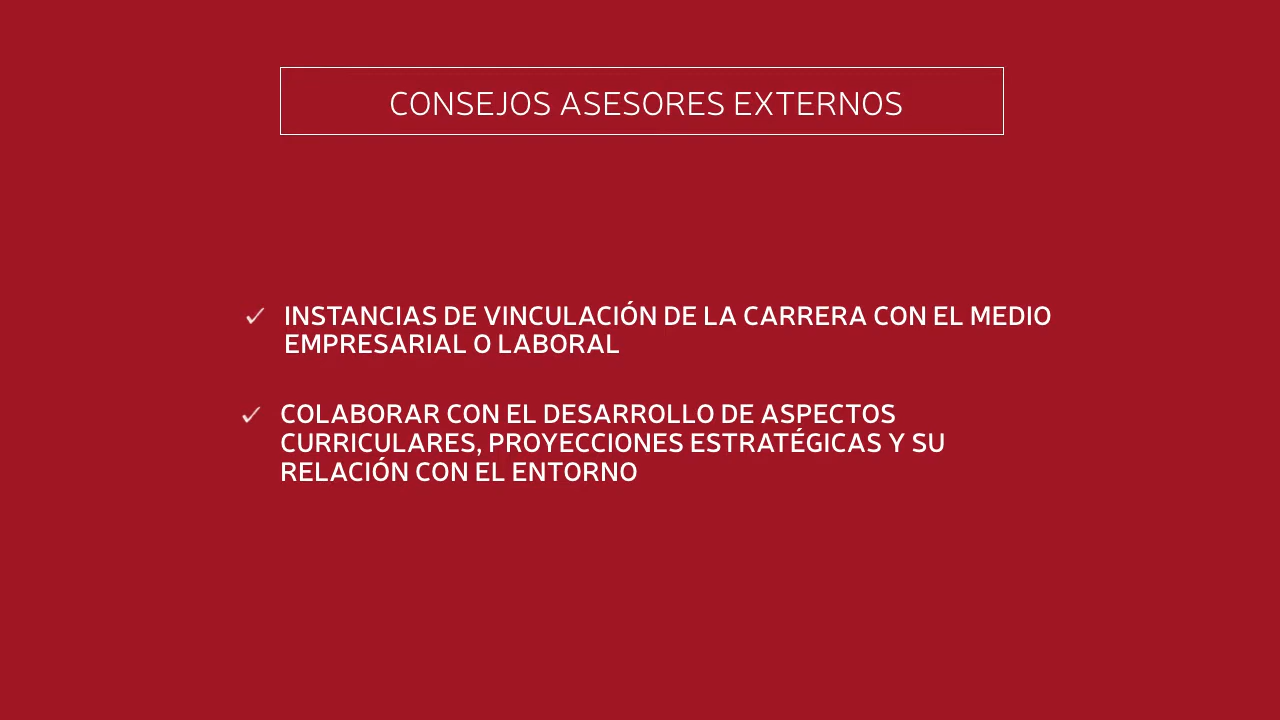 CONSEJOS ASESORES EXTERNOS
INSTANCIAS DE VINCULACIÓN DE LA CARRERA CON EL MEDIO
EMPRESARIAL O LABORAL
COLABORAR CON EL DESARROLLO DE ASPECTOS
CURRICULARES, PROYECCIONES ESTRATÉGICAS Y SU
RELACIÓN CON EL ENTORNO